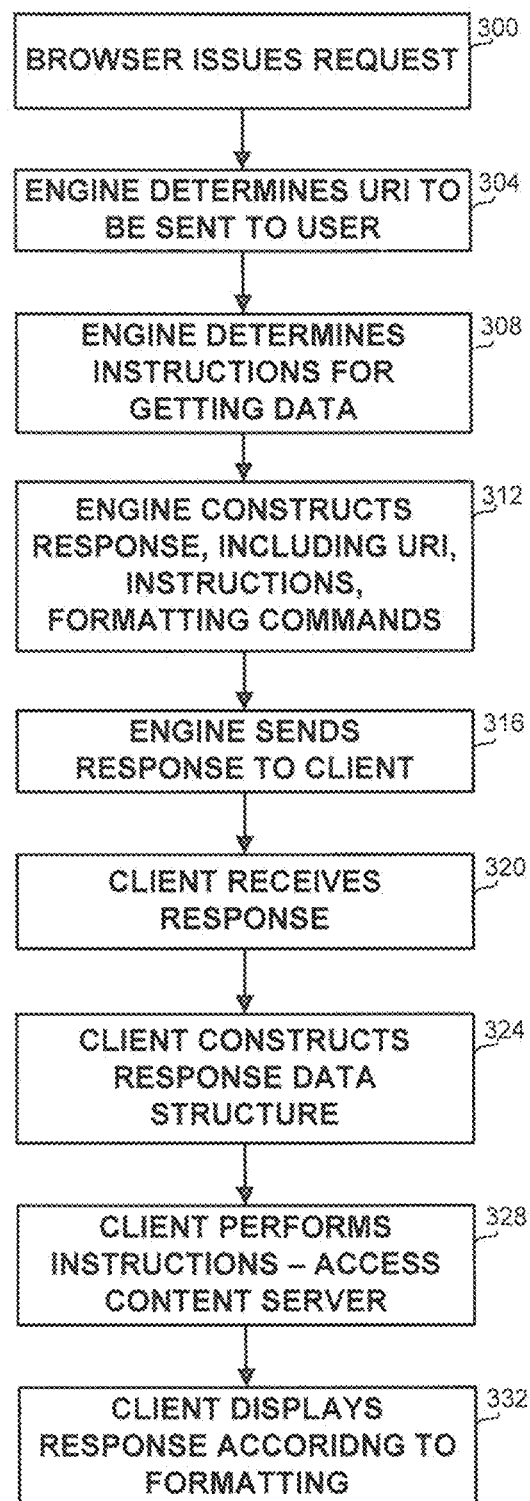 300
BROWSER ISSUES REQUEST
304
ENGINE DETERMINES URI TO
BE SENT TO USER
308
ENGINE DETERMINES
INSTRUCTIONS FOR
GETTING DATA
312
ENGINE CONSTRUCTS
RESPONSE, INCLUDING URI,
INSTRUCTIONS,
FORMATTING COMMANDS
316
ENGINE SENDS
RESPONSE TO CLIENT
320
CLIENT RECEIVES
RESPONSE
324
CLIENT CONSTRUCTS
RESPONSE DATA
STRUCTURE
328
CLIENT PERFORMS
INSTRUCTIONS – ACCESS
CONTENT SERVER
332
CLIENT DISPLAYS
RESPONSE ACCORIDNG TO
FORMATTING